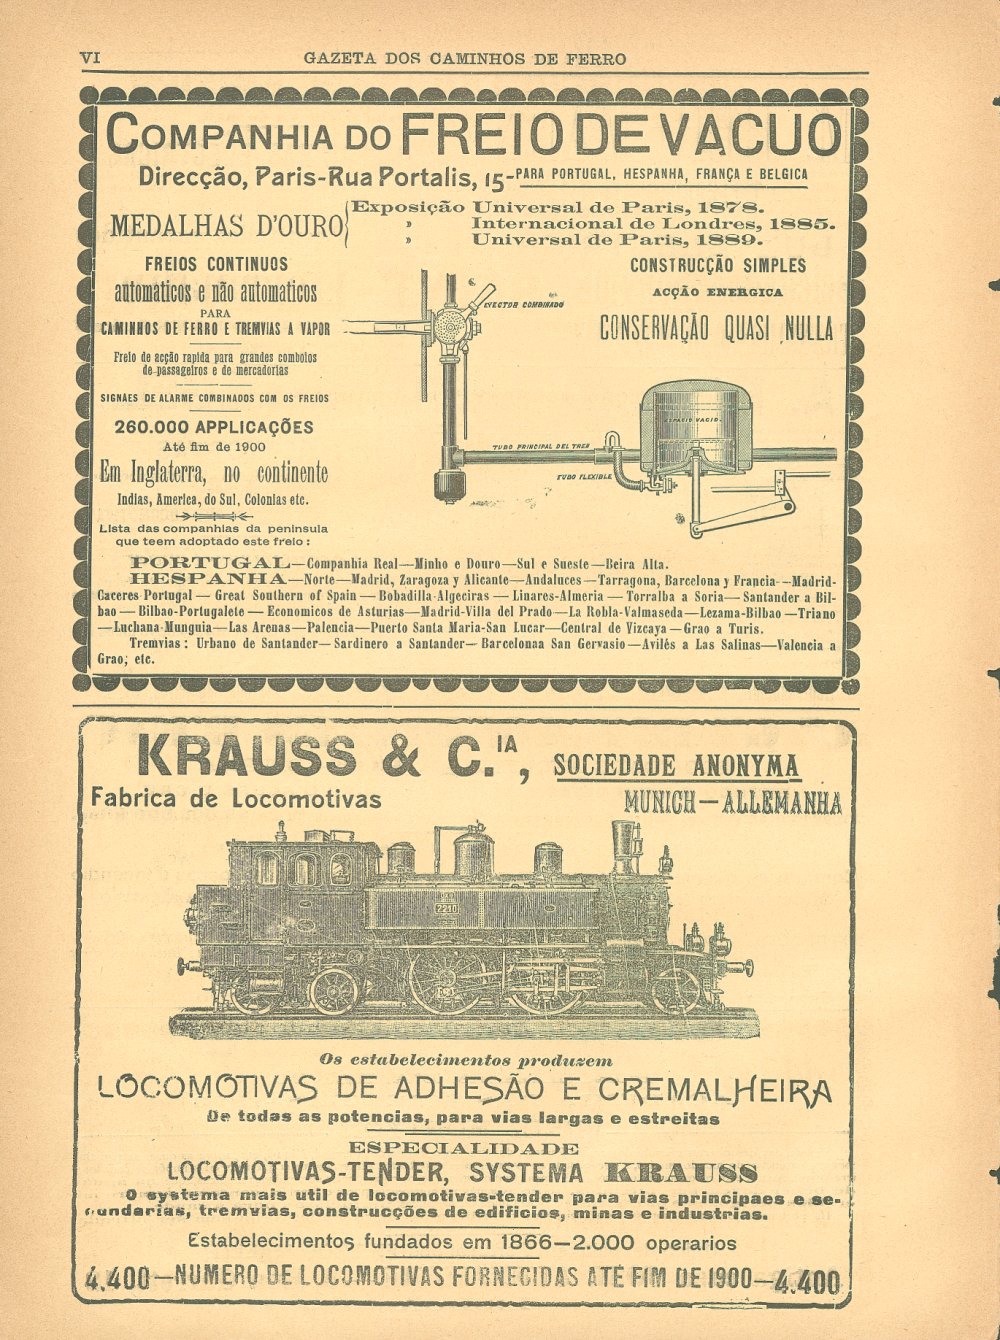 VI
GAZETA DOS CAMINHOS DE FERRO
COMPANHIA DO FREIO DE VACUO
Direcção, Paris-Rua Portalis, 15-PARA PORTUGAL, HESPANHA, FRANÇA E BELGICA
MEDALHAS D'OURO
Exposição Universal de Paris, 1878.
» Internacional de Londres, 1885.
» Universal de Paris, 1889.
FREIOS CONTINUOS
automaticos e não automaticos
PARA
CAMINHOS DE FERRO E TREMVIAS A VAPOR
Freio de acção rapida para grandes comboios
de passageiros e de mercadorias
SIGNAES DE ALARME COMBINADOS COM OS FREIOS
260.000 APPLICAÇÕES
Até fim de 1900
Em Inglaterra, no continente
Indias, America, do Sul, Colonias etc.
Lista das companhias da peninsula
que teem adoptado este freio:
CONSTRUCÇÃO SIMPLES
ACÇÃO ENERGICA
CONSERVAÇÃO QUASI NULLA
EYECTOR COMBINADO
ESPACIO VACIO.
TUBO PRINCIPAL DEL TREN
TUBO FLEXIBLE
PORTUGAL—Companhia Real—Minho e Douro—Sul e Sueste—Beira Alta.
HESPANHA—Norte—Madrid, Zaragoza y Alicante—Andaluces—Tarragona, Barcelona y Francia—Madrid-
Caceres Portugal — Great Southern of Spain — Bobadilla-Algeciras — Linares-Almeria — Torralba a Soria— Santander a Bil-
bao — Bilbao-Portugalete — Economicos de Asturias—Madrid-Villa del Prado—La Robla-Valmaseda—Lezama-Bilbao —Triano
—Luchana-Munguia—Las Arenas—Palencia—Puerto Santa Maria-San Lucar—Central de Vizcaya—Grao a Turis.
Tremvias: Urbano de Santander—Sardinero a Santander—Barcelonaa San Gervasio—Avilés a Las Salinas—Valencia a
Grao; etc.
KRAUSS & C.IA, SOCIEDADE ANONYMA
Fabrica de Locomotivas
MUNICH—ALLEMANHA
2210
Os estabelecimentos produzem
LOCOMOTIVAS DE ADHESÃO E CREMALHEIRA
De todas as potencias, para vias largas e estreitas
ESPECIALIDADE
LOCOMOTIVAS-TENDER, SYSTEMA KRAUSS
O systema mais util de locomotivas-tender para vias principaes e se-
cundarias, tremvias, construcções de edificios, minas e industrias.
Estabelecimentos fundados em 1866—2.000 operarios
4.400—NUMERO DE LOCOMOTIVAS FORNECIDAS ATÉ FIM DE 1900—4.400